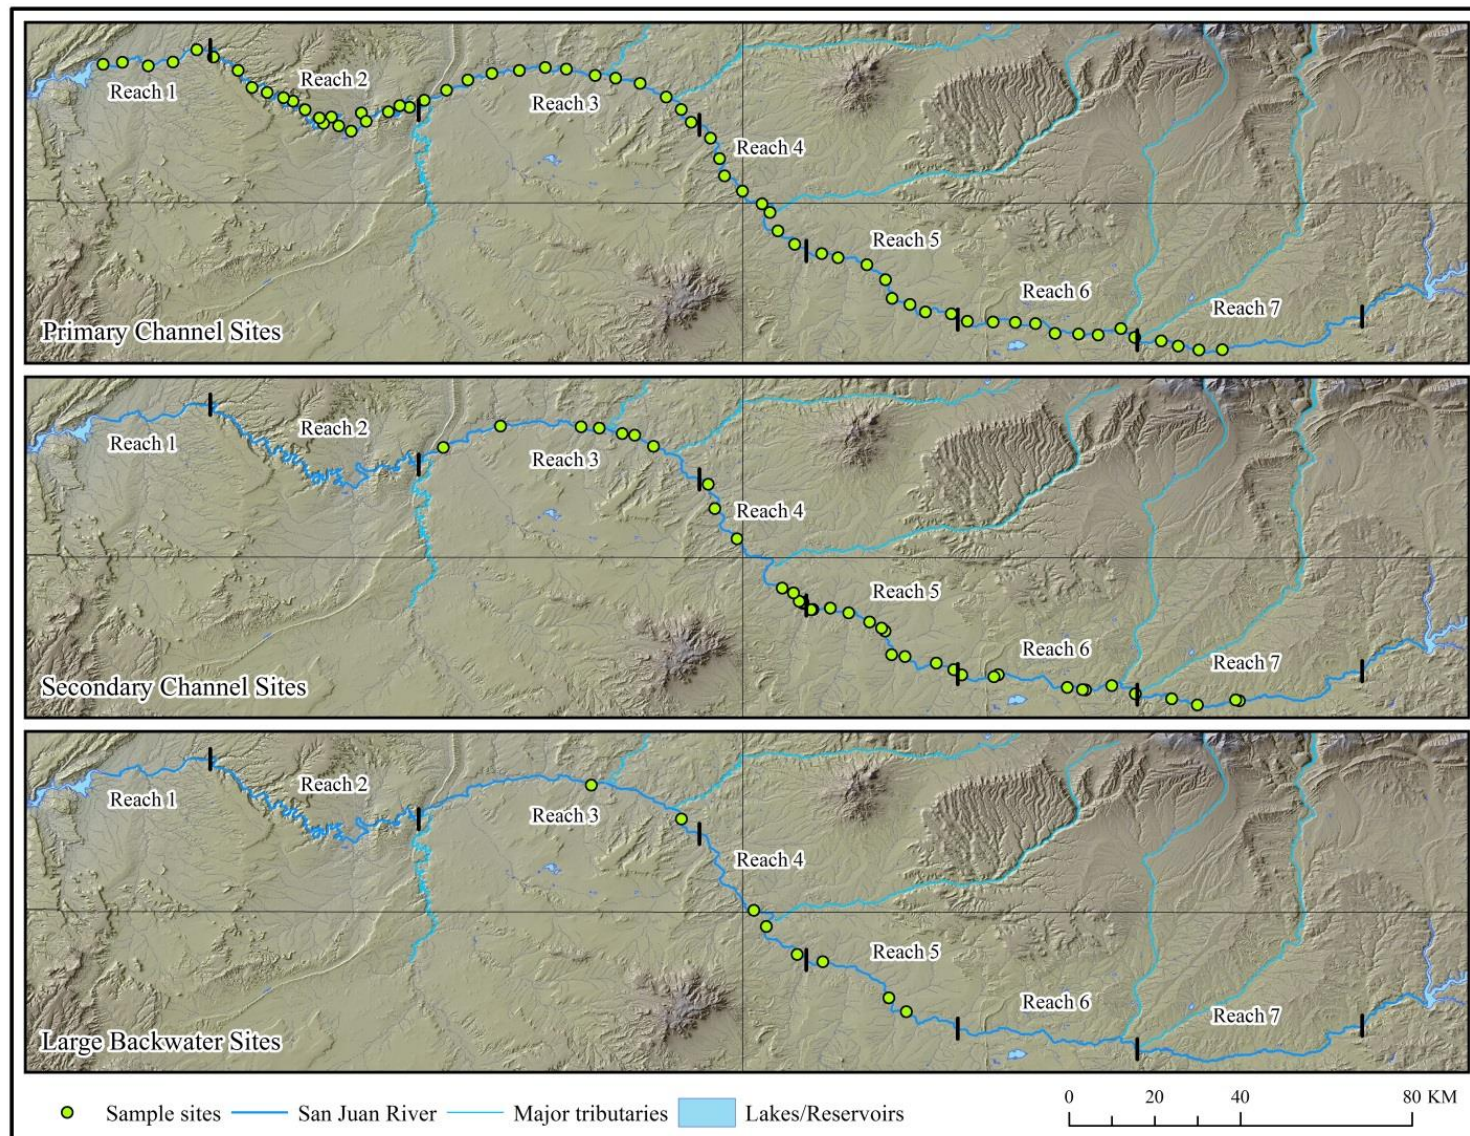 Reach 1
Reach 2
Reach 3
Reach 4
Reach 5
Reach 6
Reach 7
Primary Channel Sites
Reach 1
Reach 2
Reach 3
Reach 4
Reach 5
Reach 6
Reach 7
Secondary Channel Sites
Reach 1
Reach 2
Reach 3
Reach 4
Reach 5
Reach 6
Reach 7
Large Backwater Sites
Sample sites San Juan River Major tributaries Lakes/Reservoirs
0 20 40 80 KM